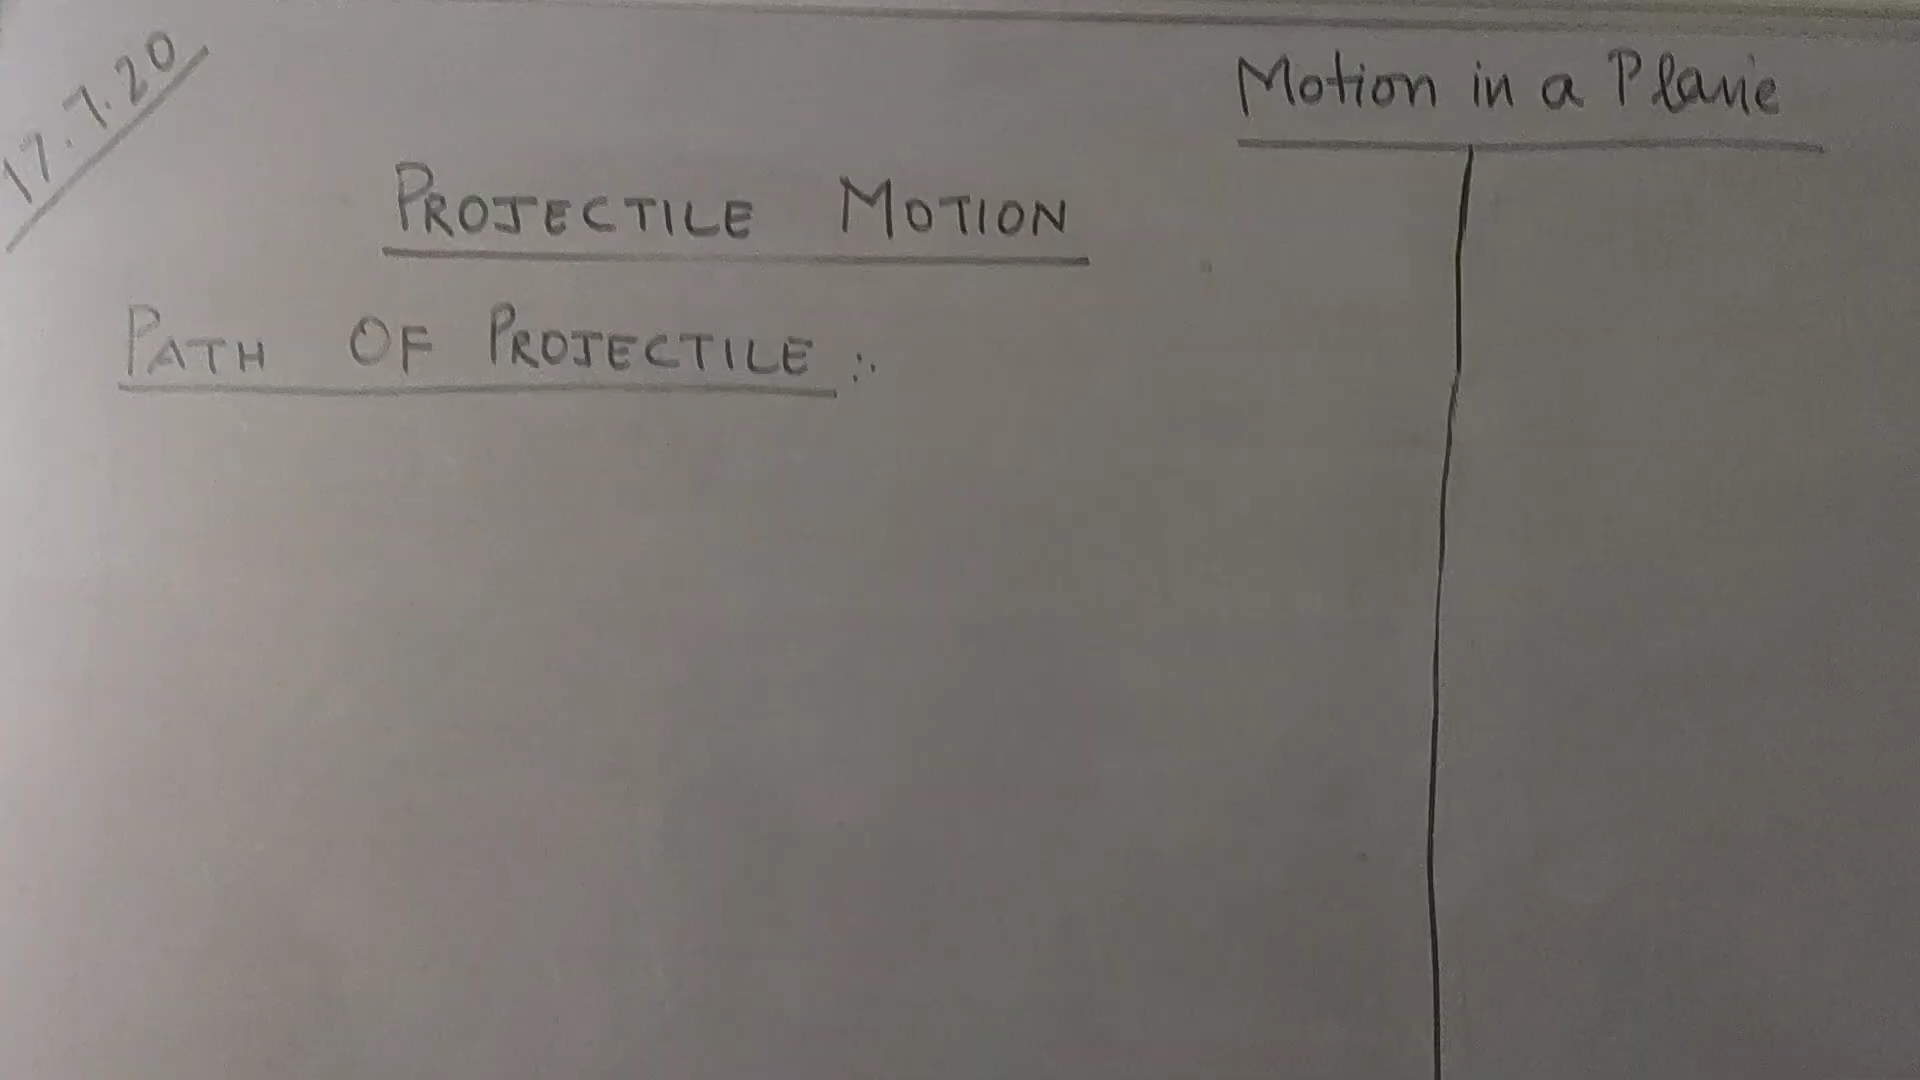 17.7.20
Motion in a Plane
PROJECTILE MOTION
PATH OF PROJECTILE :.